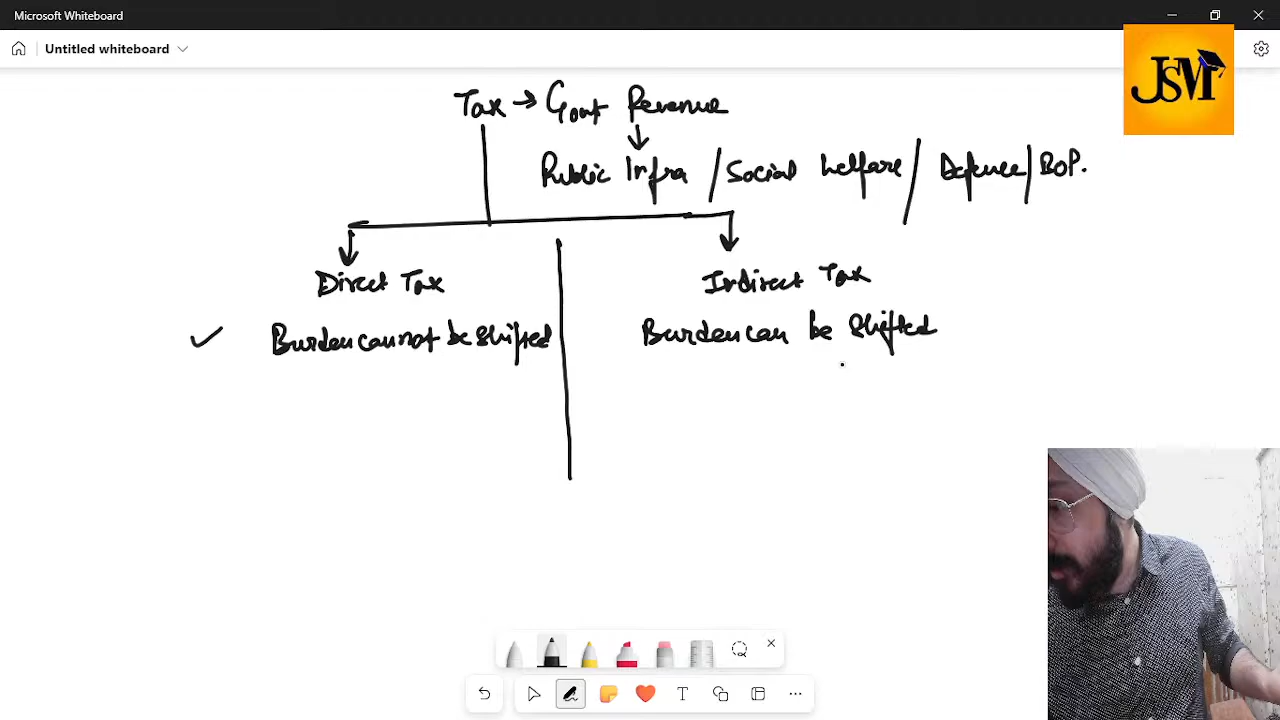 Microsoft Whiteboard
Untitled whiteboard
JSM
Tax → Govt Revenue
Public Infra / Social Welfare / Defence / BOP.
Direct Tax
Indirect Tax
Burden cannot be shifted
Burden can be shifted
T